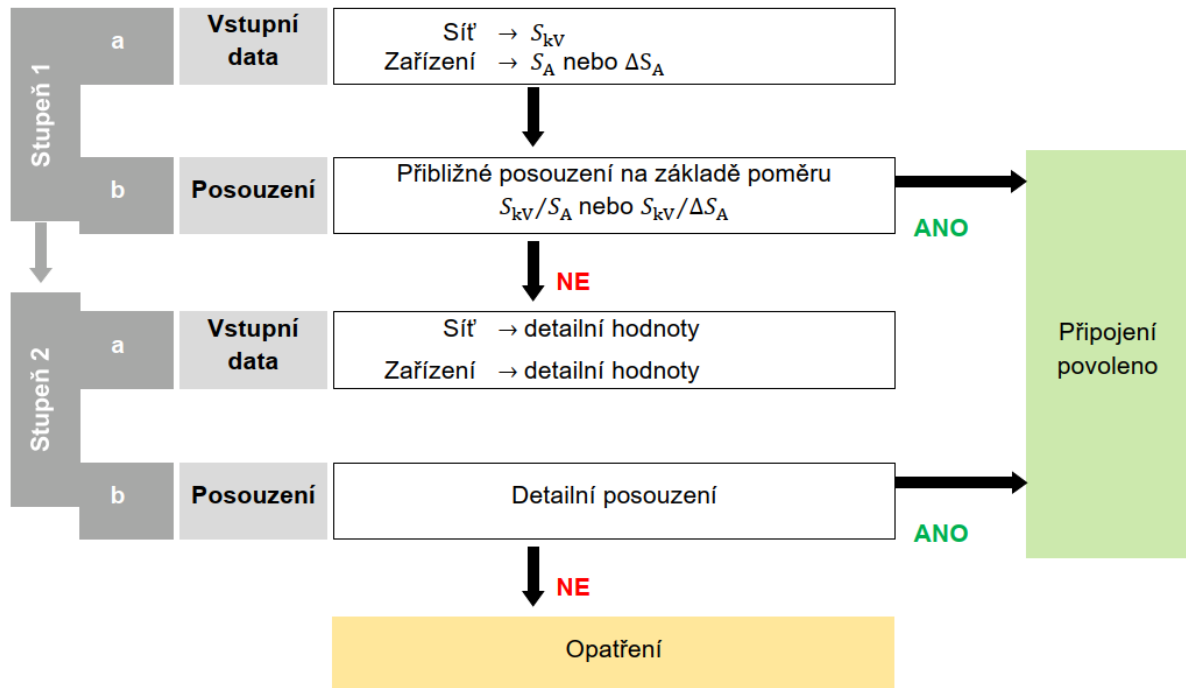 Stupeň 1
a
Vstupní
data
Síť → S_kV
Zařízení → S_A nebo ΔS_A
b
Posouzení
Přibližné posouzení na základě poměru
S_kV/S_A nebo S_kV/ΔS_A
ANO
NE
Stupeň 2
a
Vstupní
data
Síť → detailní hodnoty
Zařízení → detailní hodnoty
Připojení
povoleno
b
Posouzení
Detailní posouzení
ANO
NE
Opatření